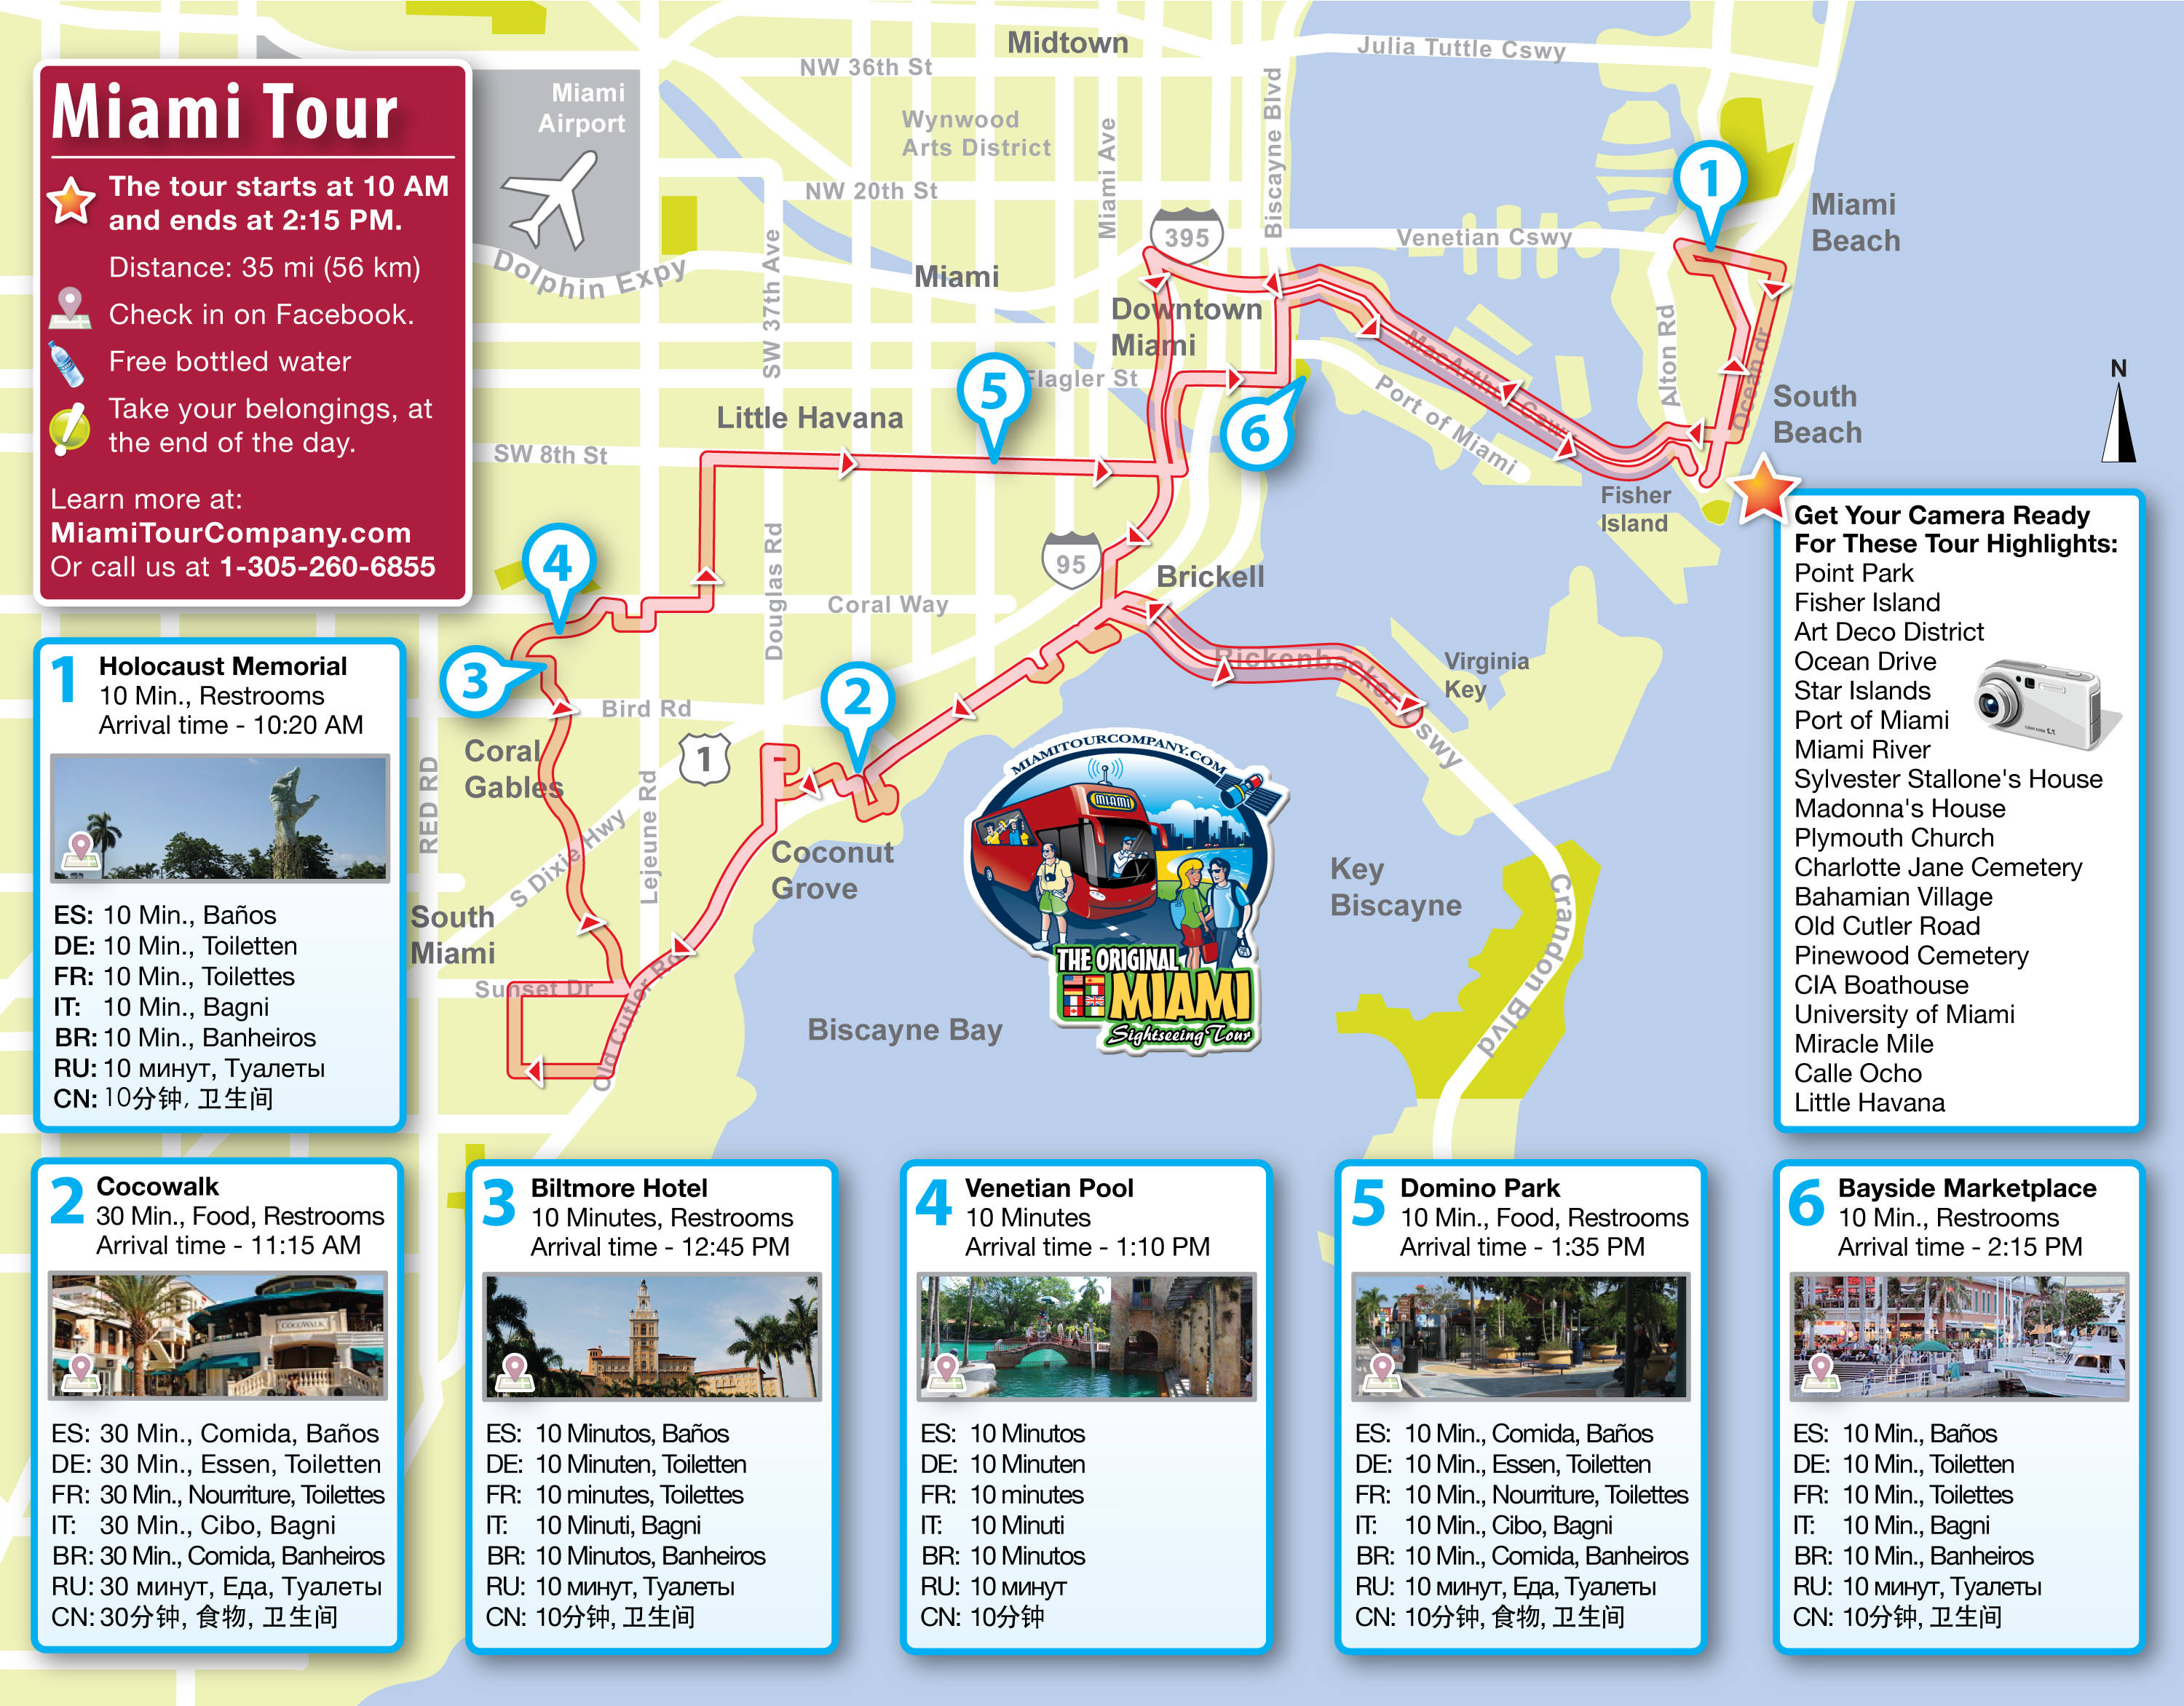 Miami Tour
The tour starts at 10 AM
and ends at 2:15 PM.
Distance: 35 mi (56 km)
Check in on Facebook.
Free bottled water
Take your belongings, at
the end of the day.
Learn more at:
MiamiTourCompany.com
Or call us at 1-305-260-6855
Midtown
Julia Tuttle Cswy
NW 36th St
Miami
Airport
Wynwood
Arts District
Miami Ave
Biscayne Blvd
NW 20th St
1
Miami
Beach
395
Venetian Cswy
Dolphin Expy
SW 37th Ave
Miami
Downtown
Miami
MacArthur Cswy
Alton Rd
Ocean dr
Flagler St
Port of Miami
South
Beach
N
5
6
Little Havana
SW 8th St
Fisher
Island
4
95
Brickell
Coral Way
Douglas Rd
3
Rickenbacker Cswy
Virginia
Key
2
Bird Rd
Coral
Gables
1
RED RD
Lejeune Rd
S Dixie Hwy
Coconut
Grove
Key
Biscayne
Crandon Blvd
South
Miami
Sunset Dr
Old Cutler Rd
Biscayne Bay
MIAMITOURCOMPANY.COM
MIAMI
THE ORIGINAL
MIAMI
Sightseeing Tour
Get Your Camera Ready
For These Tour Highlights:
Point Park
Fisher Island
Art Deco District
Ocean Drive
Star Islands
Port of Miami
Miami River
Sylvester Stallone's House
Madonna's House
Plymouth Church
Charlotte Jane Cemetery
Bahamian Village
Old Cutler Road
Pinewood Cemetery
CIA Boathouse
University of Miami
Miracle Mile
Calle Ocho
Little Havana
1 Holocaust Memorial
10 Min., Restrooms
Arrival time - 10:20 AM
ES: 10 Min., Baños
DE: 10 Min., Toiletten
FR: 10 Min., Toilettes
IT: 10 Min., Bagni
BR: 10 Min., Banheiros
RU: 10 минут, Туалеты
CN: 10分钟, 卫生间
2 Cocowalk
30 Min., Food, Restrooms
Arrival time - 11:15 AM
COCOWALK
ES: 30 Min., Comida, Baños
DE: 30 Min., Essen, Toiletten
FR: 30 Min., Nourriture, Toilettes
IT: 30 Min., Cibo, Bagni
BR: 30 Min., Comida, Banheiros
RU: 30 минут, Еда, Туалеты
CN: 30分钟, 食物, 卫生间
3 Biltmore Hotel
10 Minutes, Restrooms
Arrival time - 12:45 PM
ES: 10 Minutos, Baños
DE: 10 Minuten, Toiletten
FR: 10 minutes, Toilettes
IT: 10 Minuti, Bagni
BR: 10 Minutos, Banheiros
RU: 10 минут, Туалеты
CN: 10分钟, 卫生间
4 Venetian Pool
10 Minutes
Arrival time - 1:10 PM
ES: 10 Minutos
DE: 10 Minuten
FR: 10 minutes
IT: 10 Minuti
BR: 10 Minutos
RU: 10 минут
CN: 10分钟
5 Domino Park
10 Min., Food, Restrooms
Arrival time - 1:35 PM
ES: 10 Min., Comida, Baños
DE: 10 Min., Essen, Toiletten
FR: 10 Min., Nourriture, Toilettes
IT: 10 Min., Cibo, Bagni
BR: 10 Min., Comida, Banheiros
RU: 10 минут, Еда, Туалеты
CN: 10分钟, 食物, 卫生间
6 Bayside Marketplace
10 Min., Restrooms
Arrival time - 2:15 PM
ES: 10 Min., Baños
DE: 10 Min., Toiletten
FR: 10 Min., Toilettes
IT: 10 Min., Bagni
BR: 10 Min., Banheiros
RU: 10 минут, Туалеты
CN: 10分钟, 卫生间